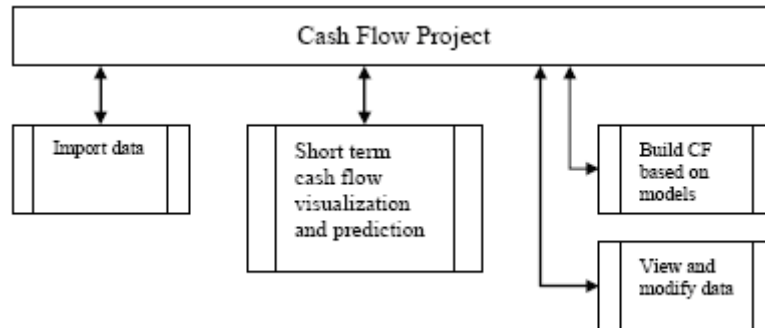 Cash Flow Project
Import data
Short term
cash flow
visualization
and prediction
Build CF
based on
models
View and
modify data